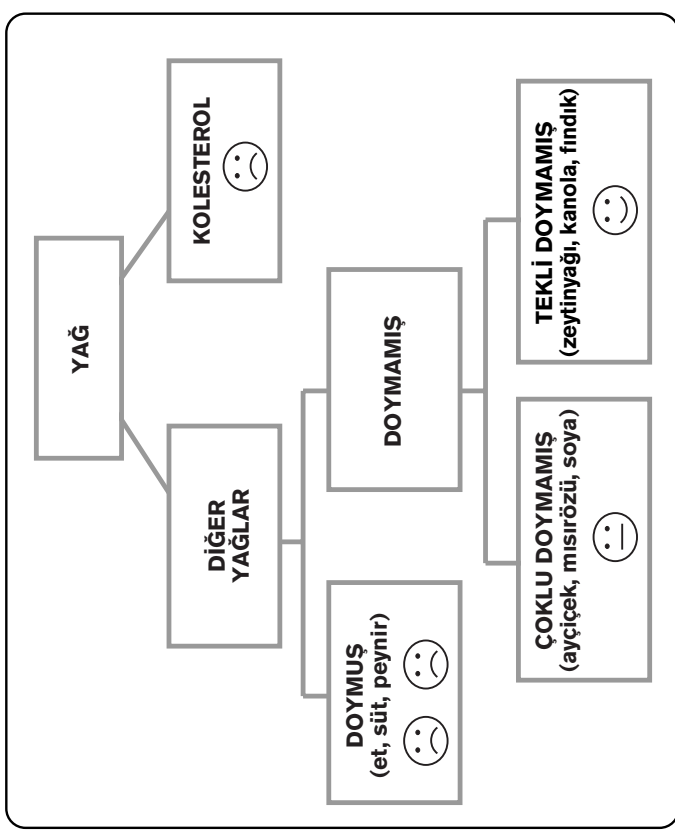 YAĞ
DİĞER
YAĞLAR
KOLESTEROL
DOYMUŞ
(et, süt, peynir)
DOYMAMIŞ
ÇOKLU DOYMAMIŞ
(ayçiçek, mısırözü, soya)
TEKLİ DOYMAMIŞ
(zeytinyağı, kanola, fındık)